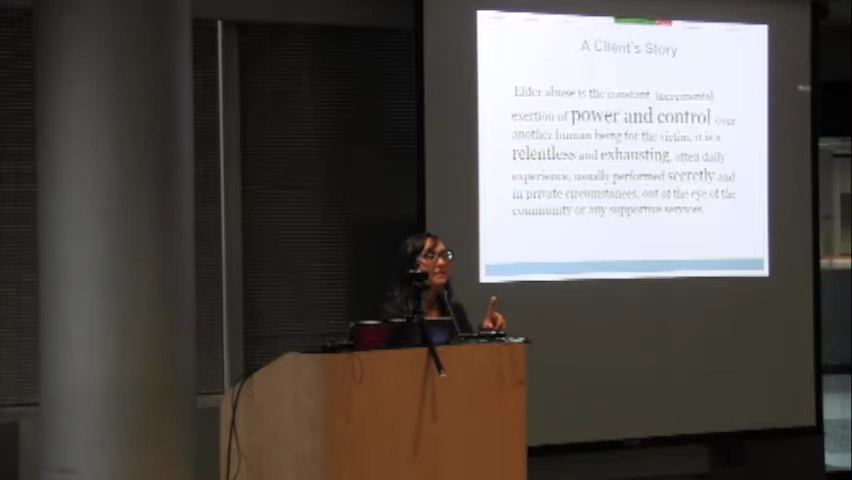 A Client's Story
Elder abuse is the constant, incremental
exertion of power and control over
another human being for the victim, it is a
relentless and exhausting, often daily
experience, usually performed secretly and
in private circumstances, out of the eye of the
community or any supportive services.